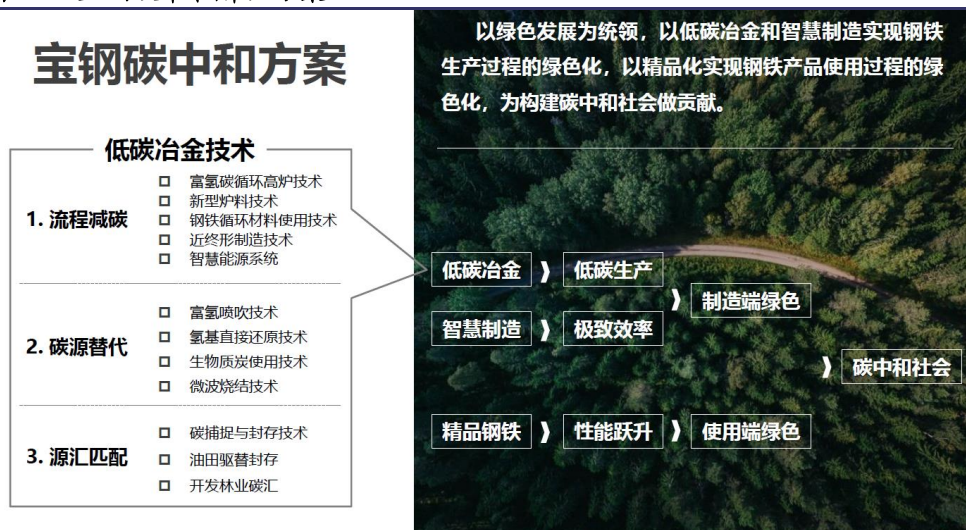 宝钢碳中和方案
低碳冶金技术
1. 流程减碳
富氢碳循环高炉技术
新型炉料技术
钢铁循环材料使用技术
近终形制造技术
智慧能源系统
2. 碳源替代
富氢喷吹技术
氢基直接还原技术
生物质炭使用技术
微波烧结技术
3. 源汇匹配
碳捕捉与封存技术
油田驱替封存
开发林业碳汇
以绿色发展为统领，以低碳冶金和智慧制造实现钢铁
生产过程的绿色化，以精品化实现钢铁产品使用过程的绿
色化，为构建碳中和社会做贡献。
低碳冶金 》 低碳生产
》 制造端绿色
智慧制造 》 极致效率
》 碳中和社会
精品钢铁 》 性能跃升 》 使用端绿色